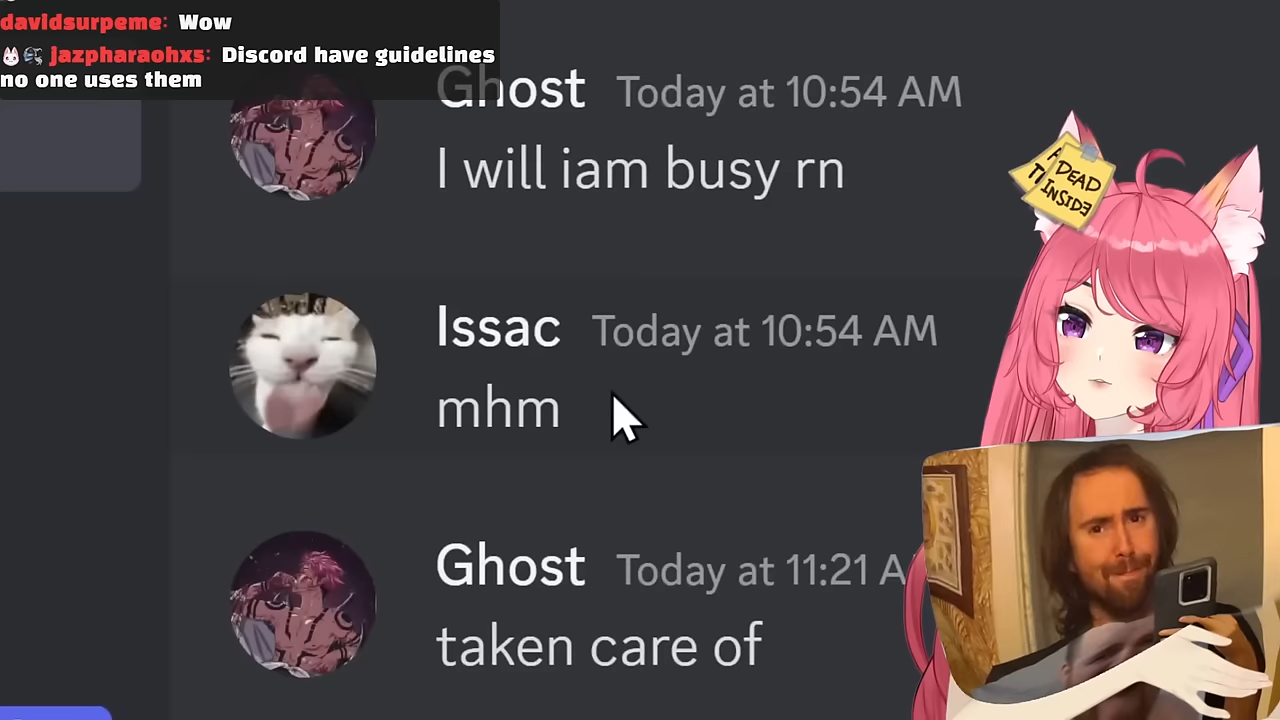 davidsurpeme: Wow
jazpharaohxs: Discord have guidelines
no one uses them
Ghost Today at 10:54 AM
I will iam busy rn
Issac Today at 10:54 AM
mhm
Ghost Today at 11:21 A
taken care of
DEAD
INSIDE